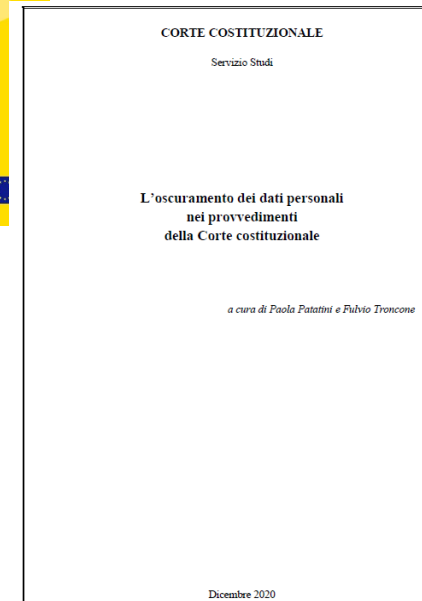 CORTE COSTITUZIONALE
Servizio Studi
L'oscuramento dei dati personali
nei provvedimenti
della Corte costituzionale
a cura di Paola Patatini e Fulvio Troncone
Dicembre 2020